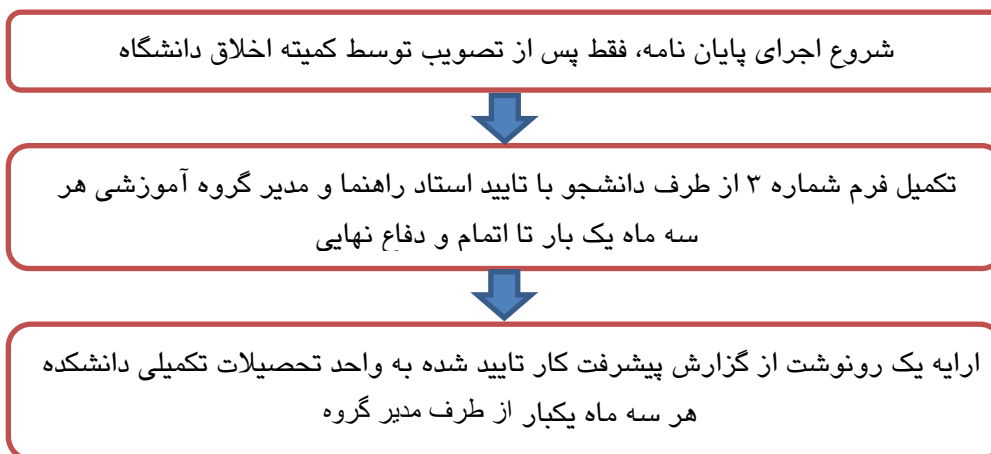 شروع اجرای پایان نامه، فقط پس از تصویب توسط کمیته اخلاق دانشگاه
تکمیل فرم شماره ۳ از طرف دانشجو با تایید استاد راهنما و مدیر گروه آموزشی هر
سه ماه یک بار تا اتمام و دفاع نهایی
ارایه یک رونوشت از گزارش پیشرفت کار تایید شده به واحد تحصیلات تکمیلی دانشکده
هر سه ماه یکبار از طرف مدیر گروه